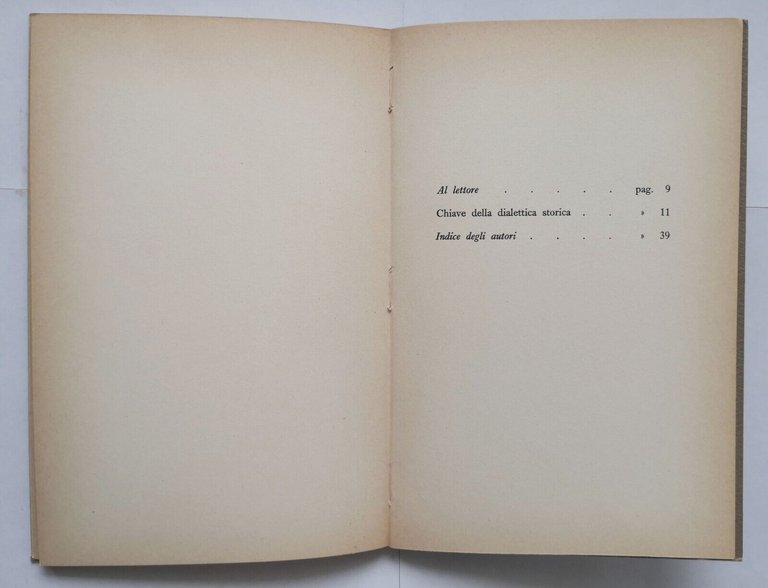 Al lettore . . . . . pag. 9
Chiave della dialettica storica . . » 11
Indice degli autori . . . . » 39